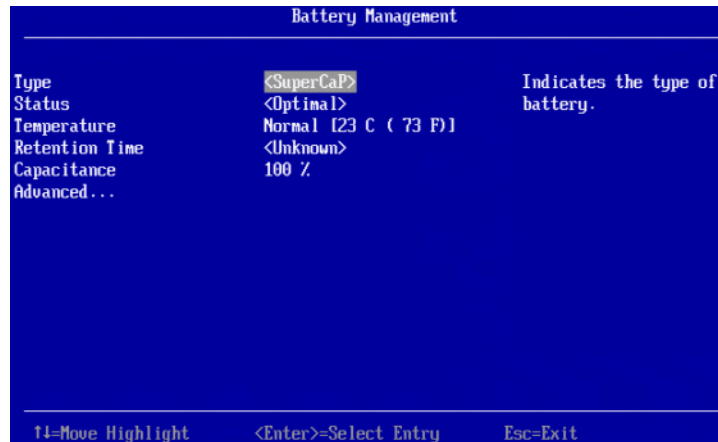 Battery Management
Type <SuperCaP> Indicates the type of
Status <Optimal> battery.
Temperature Normal [23 C ( 73 F)]
Retention Time <Unknown>
Capacitance 100 %
Advanced...
↑↓=Move Highlight <Enter>=Select Entry Esc=Exit